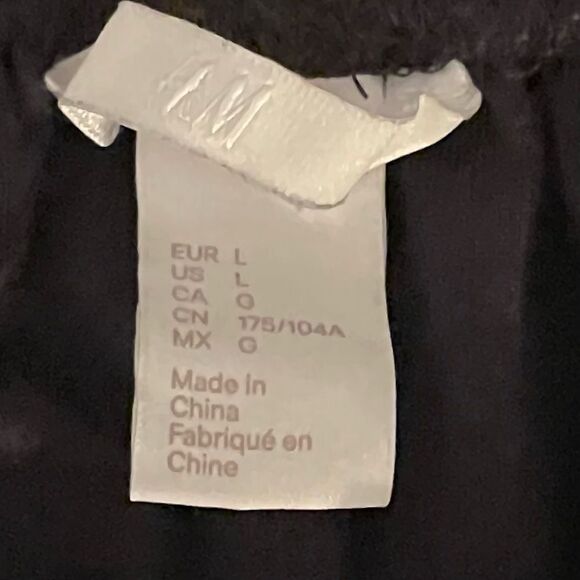 H&M
EUR L
US L
CA G
CN 175/104A
MX G
Made in
China
Fabriqué en
Chine